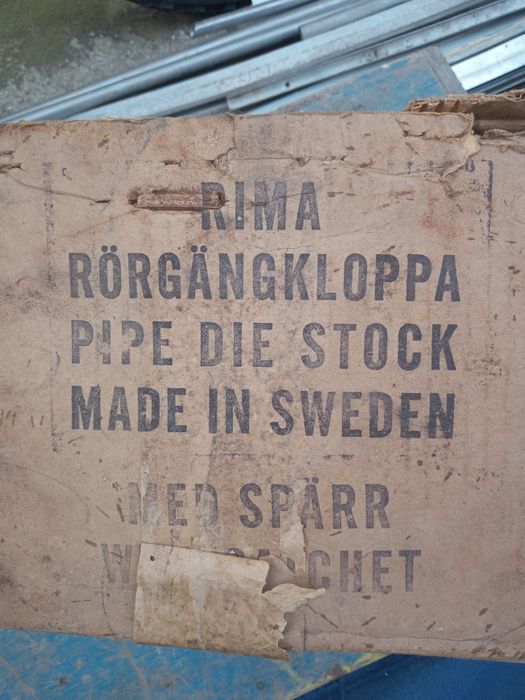 RIMA
RÖRGÄNGKLOPPA
PIPE DIE STOCK
MADE IN SWEDEN
MED SPÄRR